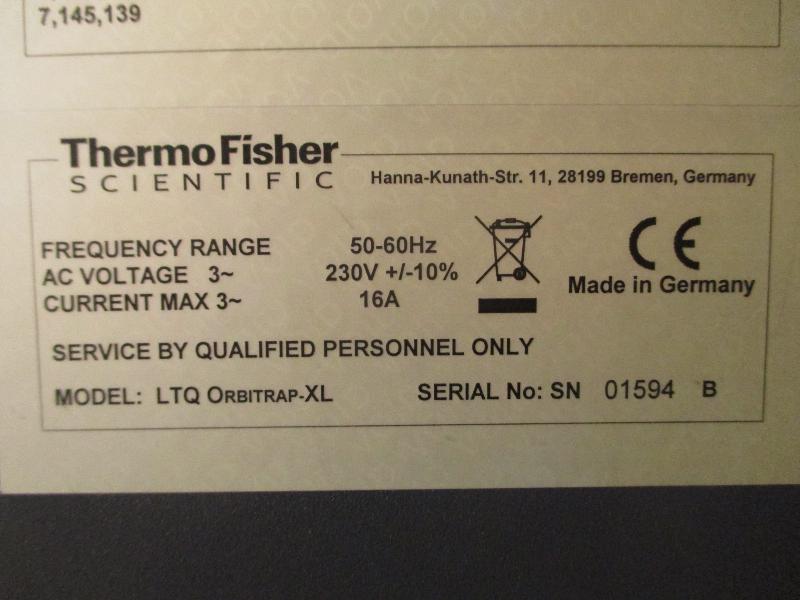 7,145,139
ThermoFisher
SCIENTIFIC
Hanna-Kunath-Str. 11, 28199 Bremen, Germany
FREQUENCY RANGE 50-60Hz
AC VOLTAGE 3~ 230V +/-10%
CURRENT MAX 3~ 16A
CE
Made in Germany
SERVICE BY QUALIFIED PERSONNEL ONLY
MODEL: LTQ ORBITRAP-XL SERIAL No: SN 01594 B